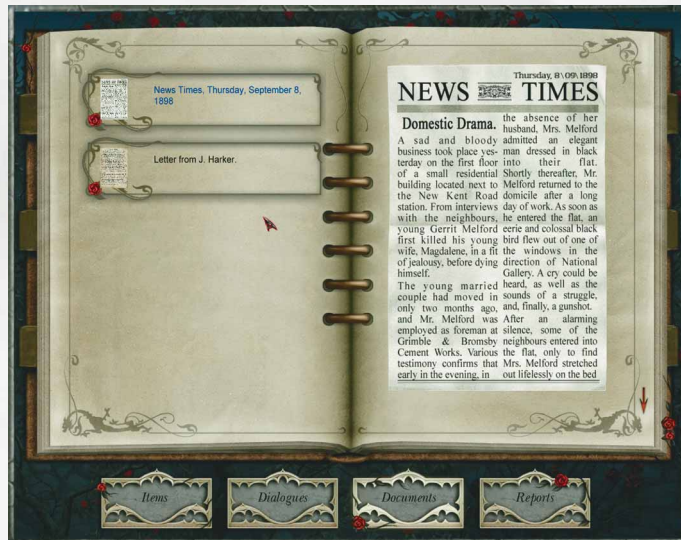 News Times, Thursday, September 8,
1898
Letter from J. Harker.
Thursday, 8\09\1898
NEWS TIMES
Domestic Drama.
A sad and bloody
business took place yes-
terday on the first floor
of a small residential
building located next to
the New Kent Road
station. From interviews
with the neighbours,
young Gerrit Melford
first killed his young
wife, Magdalene, in a fit
of jealousy, before dying
himself.
The young married
couple had moved in
only two months ago,
and Mr. Melford was
employed as foreman at
Grimble & Bromsby
Cement Works. Various
testimony confirms that
early in the evening, in
the absence of her
husband, Mrs. Melford
admitted an elegant
man dressed in black
into their flat.
Shortly thereafter, Mr.
Melford returned to the
domicile after a long
day of work. As soon as
he entered the flat, an
eerie and colossal black
bird flew out of one of
the windows in the
direction of National
Gallery. A cry could be
heard, as well as the
sounds of a struggle,
and, finally, a gunshot.
After an alarming
silence, some of the
neighbours entered into
the flat, only to find
Mrs. Melford stretched
out lifelessly on the bed
Items
Dialogues
Documents
Reports